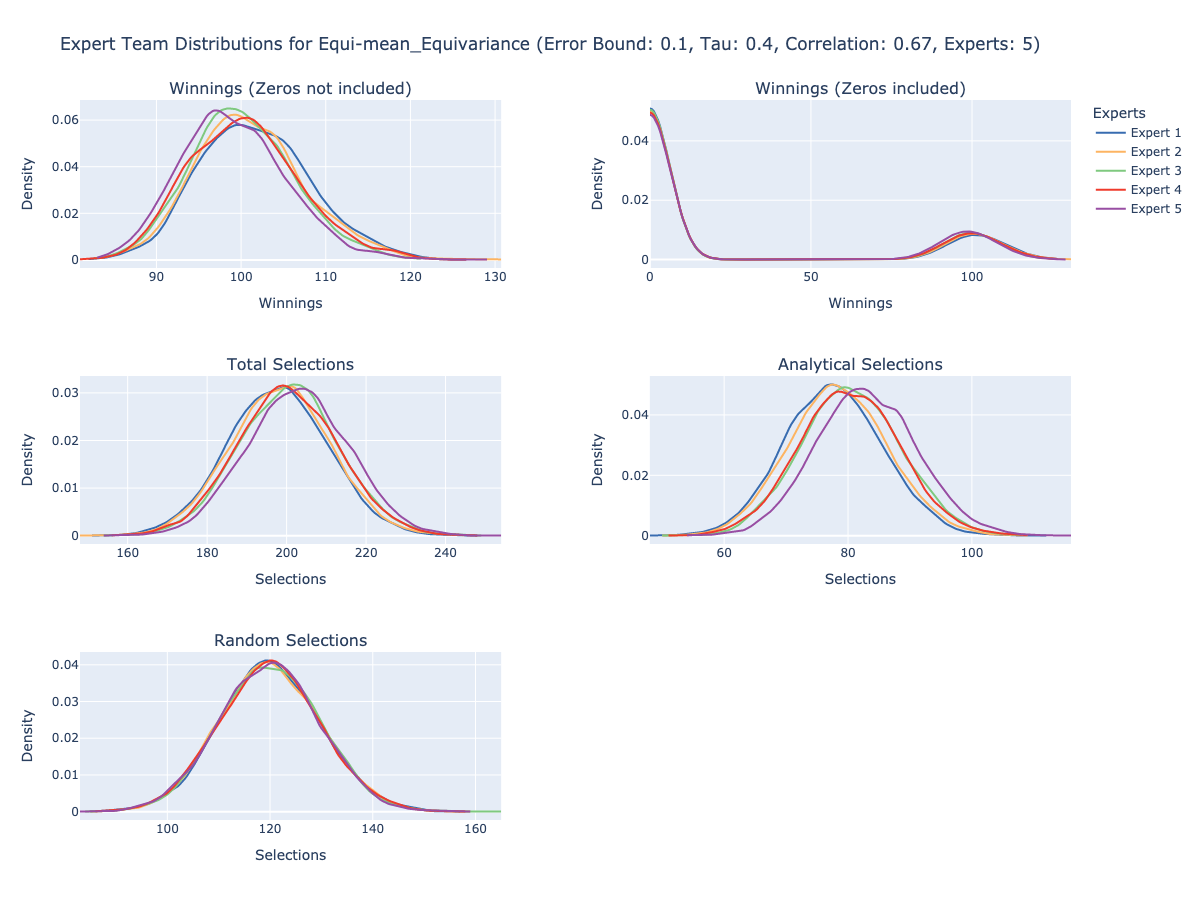 Expert Team Distributions for Equi-mean_Equivariance (Error Bound: 0.1, Tau: 0.4, Correlation: 0.67, Experts: 5)
Winnings (Zeros not included)
Density
0.06
0.04
0.02
0
90 100 110 120 130
Winnings
Winnings (Zeros included)
Density
0.04
0.02
0
0 50 100
Winnings
Experts
Expert 1
Expert 2
Expert 3
Expert 4
Expert 5
Total Selections
Density
0.03
0.02
0.01
0
160 180 200 220 240
Selections
Analytical Selections
Density
0.04
0.02
0
60 80 100
Selections
Random Selections
Density
0.04
0.03
0.02
0.01
0
100 120 140 160
Selections